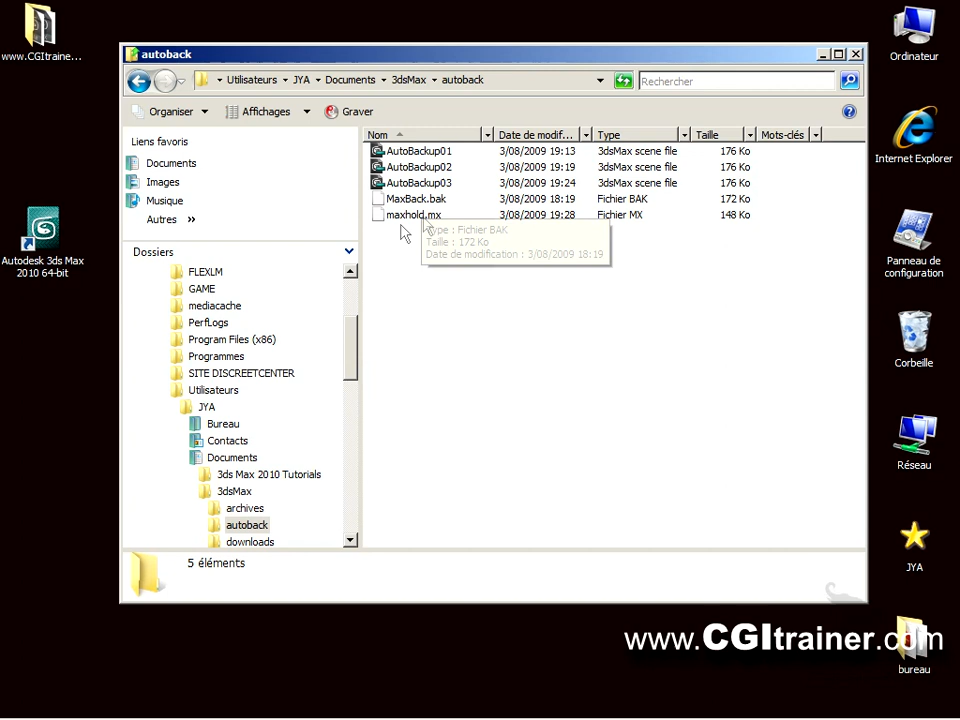 www.CGItraine...
autoback
Utilisateurs
JYA
Documents
3dsMax
autoback
Rechercher
Organiser
Affichages
Graver
Liens favoris
Documents
Images
Musique
Autres »
Dossiers
FLEXLM
GAME
mediacache
PerfLogs
Program Files (x86)
Programmes
SITE DISCREETCENTER
Utilisateurs
JYA
Bureau
Contacts
Documents
3ds Max 2010 Tutorials
3dsMax
archives
autoback
downloads
Nom Date de modif... Type Taille Mots-clés
AutoBackup01 3/08/2009 19:13 3dsMax scene file 176 Ko
AutoBackup02 3/08/2009 19:19 3dsMax scene file 176 Ko
AutoBackup03 3/08/2009 19:24 3dsMax scene file 176 Ko
MaxBack.bak 3/08/2009 18:19 Fichier BAK 172 Ko
maxhold.mx 3/08/2009 19:28 Fichier MX 148 Ko
Type : Fichier BAK
Taille : 172 Ko
Date de modification : 3/08/2009 18:19
5 éléments
Autodesk 3ds Max
2010 64-bit
Ordinateur
Internet Explorer
Panneau de
configuration
Corbeille
Réseau
JYA
www.CGItrainer.com
bureau